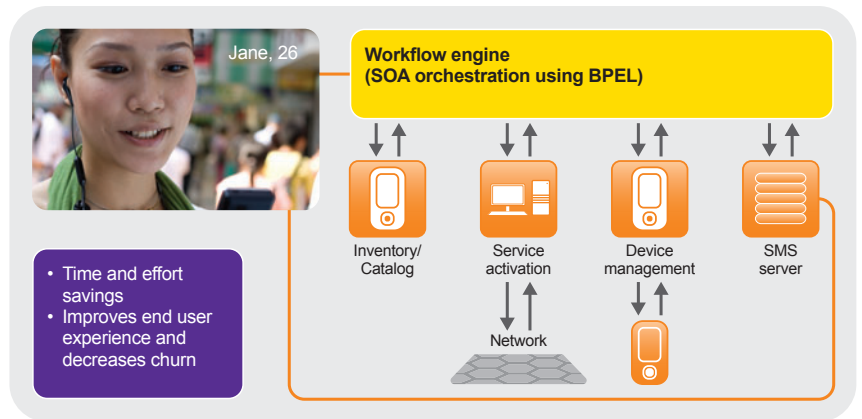 Jane, 26
Workflow engine
(SOA orchestration using BPEL)
Inventory/
Catalog
Service
activation
Device
management
SMS
server
Network
• Time and effort
savings
• Improves end user
experience and
decreases churn